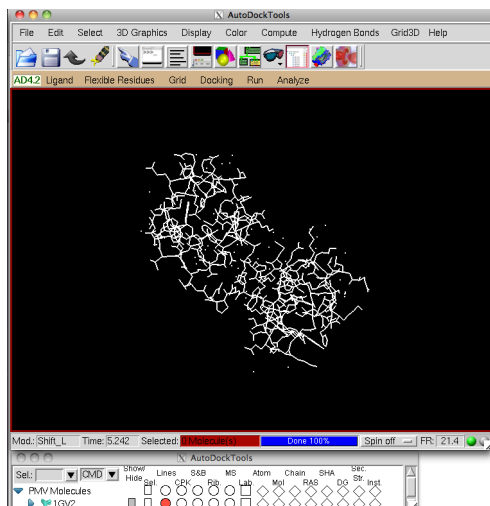 AutoDockTools
File Edit Select 3D Graphics Display Color Compute Hydrogen Bonds Grid3D Help
AD4.2 Ligand Flexible Residues Grid Docking Run Analyze
Mod.: Shift_L Time: 5.242 Selected: 0 Molecule(s) Done 100% Spin off FR: 21.4
AutoDockTools
Sel.: CMD Show/ Hide Sel. Lines CPK S&B Rib. MS Lab. Atom Mol Chain RAS SHA DG Sec. Str. Inst.
PMV Molecules
1GV2